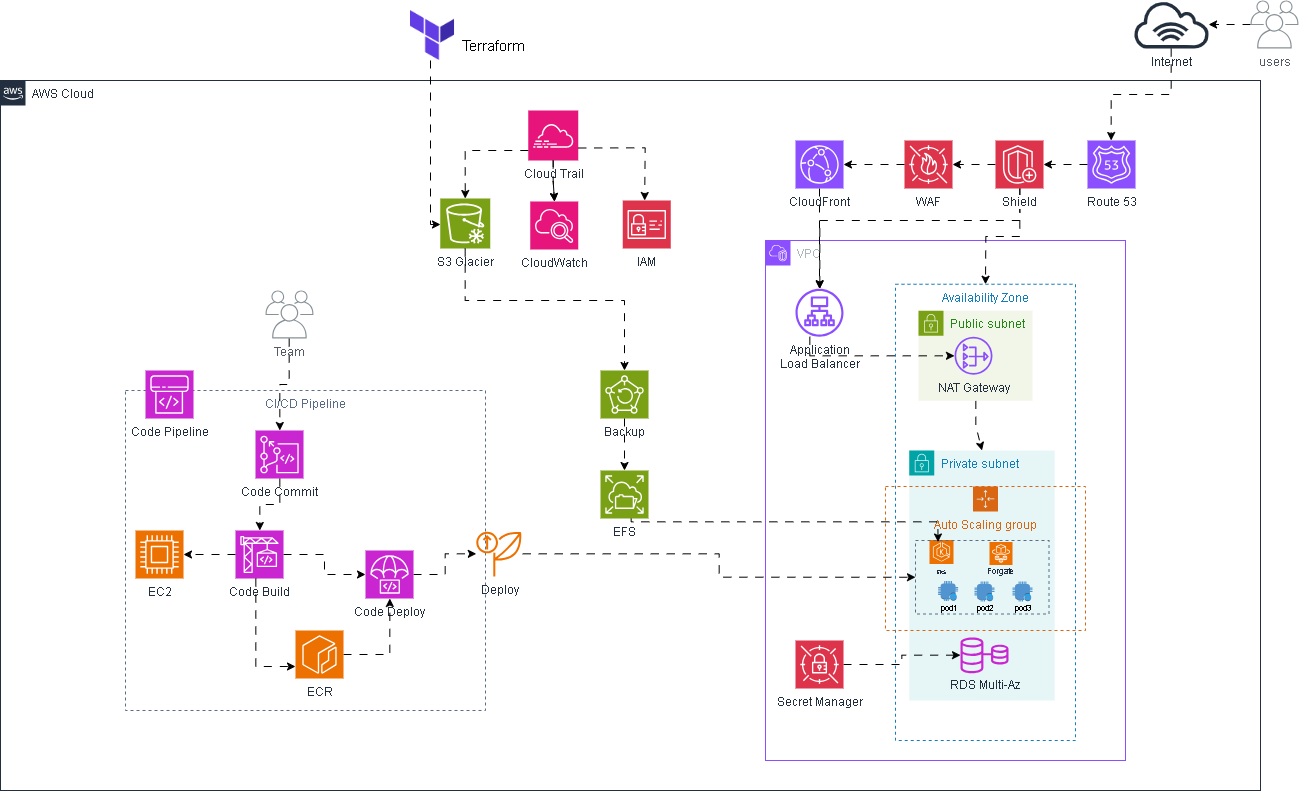 Terraform
Internet
users
aws
AWS Cloud
Cloud Trail
53
CloudFront
WAF
Shield
Route 53
S3 Glacier
CloudWatch
IAM
VPC
Availability Zone
Public subnet
Team
Application
Load Balancer
NAT Gateway
CI/CD Pipeline
Code Pipeline
Backup
Private subnet
Code Commit
EFS
Auto Scaling group
Forgate
EC2
Code Build
Deploy
Code Deploy
pod1
pod2
pod3
ECR
RDS Multi-Az
Secret Manager